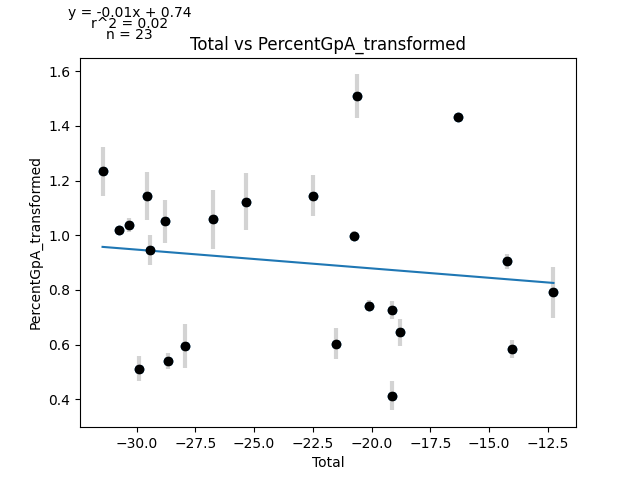 y = -0.01x + 0.74
r^2 = 0.02
n = 23
Total vs PercentGpA_transformed
1.6
1.4
1.2
1.0
0.8
0.6
0.4
PercentGpA_transformed
−30.0 −27.5 −25.0 −22.5 −20.0 −17.5 −15.0 −12.5
Total